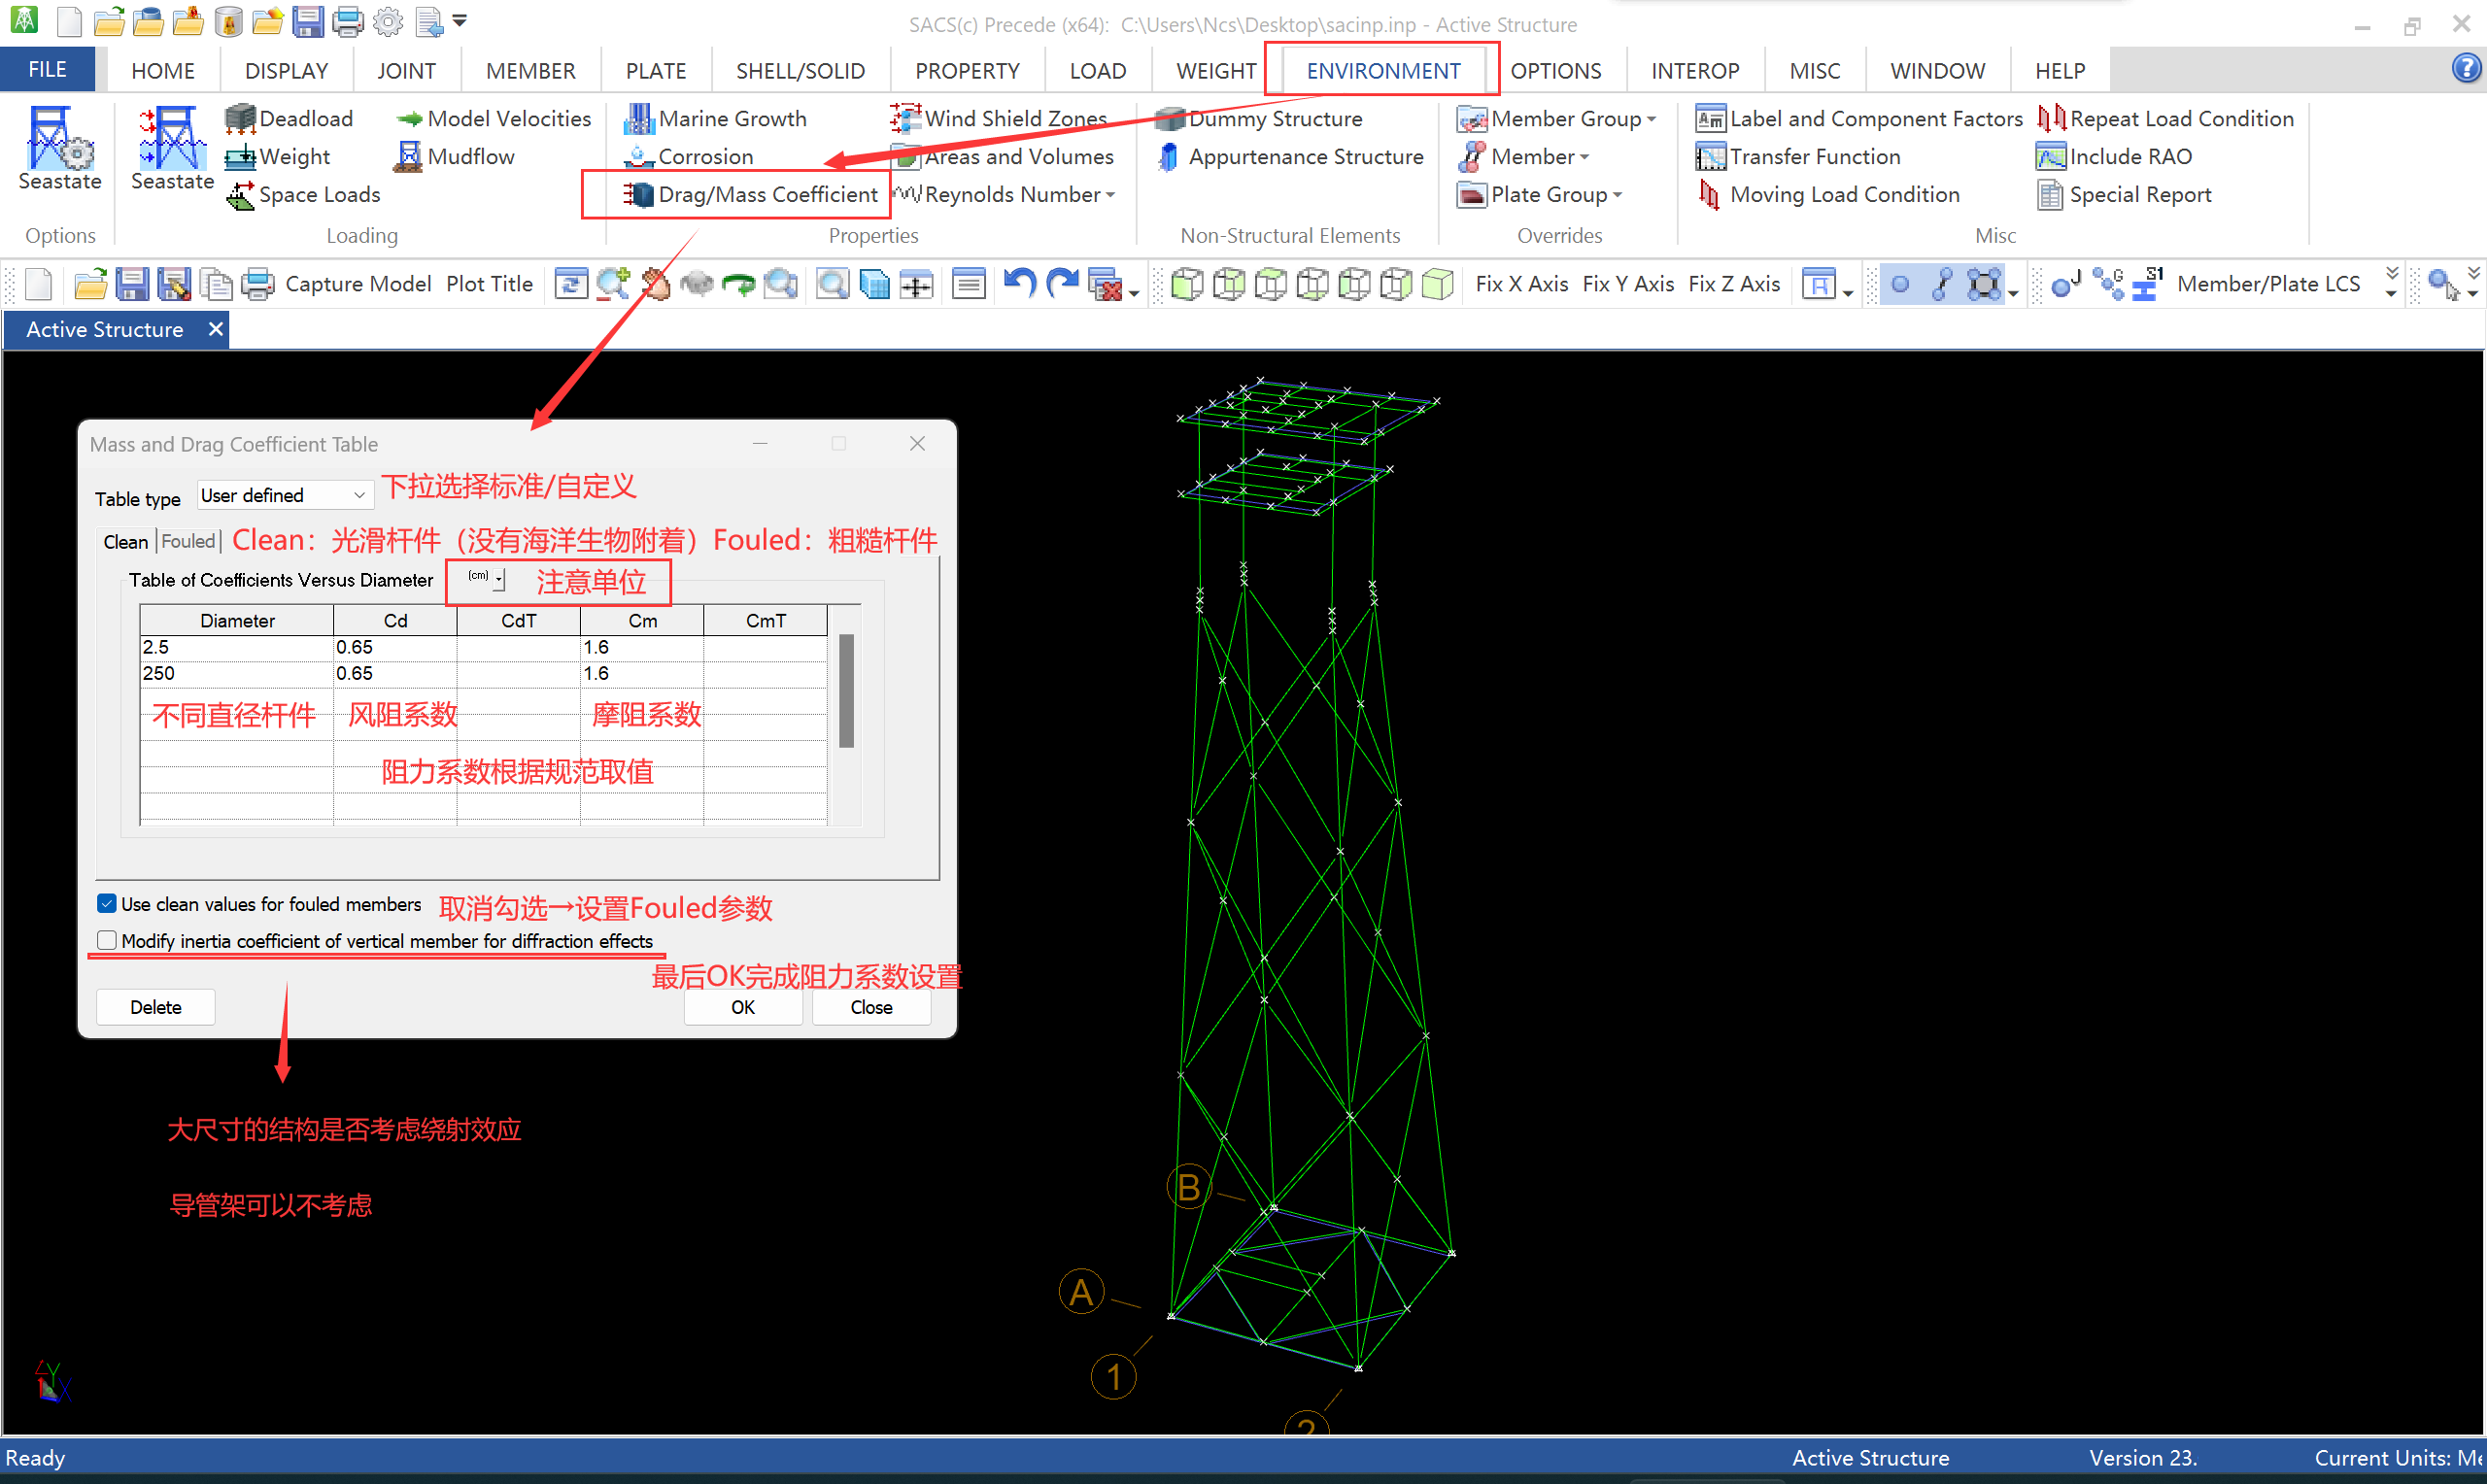 SACS(c) Precede (x64):  C:\Users\Ncs\Desktop\sacinp.inp - Active Structure
FILE HOME DISPLAY JOINT MEMBER PLATE SHELL/SOLID PROPERTY LOAD WEIGHT ENVIRONMENT OPTIONS INTEROP MISC WINDOW HELP
Deadload Model Velocities Marine Growth Wind Shield Zones Dummy Structure Member Group Label and Component Factors Repeat Load Condition
Weight Mudflow Corrosion Areas and Volumes Appurtenance Structure Member Transfer Function Include RAO
Seastate Seastate
Space Loads Drag/Mass Coefficient Reynolds Number Plate Group Moving Load Condition Special Report
Options Loading Properties Non-Structural Elements Overrides Misc
Capture Model Plot Title Fix X Axis Fix Y Axis Fix Z Axis Member/Plate LCS
Active Structure
Mass and Drag Coefficient Table
Table type User defined 下拉选择标准/自定义
Clean Fouled Clean：光滑杆件（没有海洋生物附着）Fouled：粗糙杆件
Table of Coefficients Versus Diameter (cm) 注意单位
Diameter Cd CdT Cm CmT
2.5 0.65 1.6
250 0.65 1.6
不同直径杆件 风阻系数 摩阻系数
阻力系数根据规范取值
Use clean values for fouled members 取消勾选→设置Fouled参数
Modify inertia coefficient of vertical member for diffraction effects
最后OK完成阻力系数设置
Delete OK Close
大尺寸的结构是否考虑绕射效应
导管架可以不考虑
B
A
1
2
Z Y X
Ready Active Structure Version 23. Current Units: Me